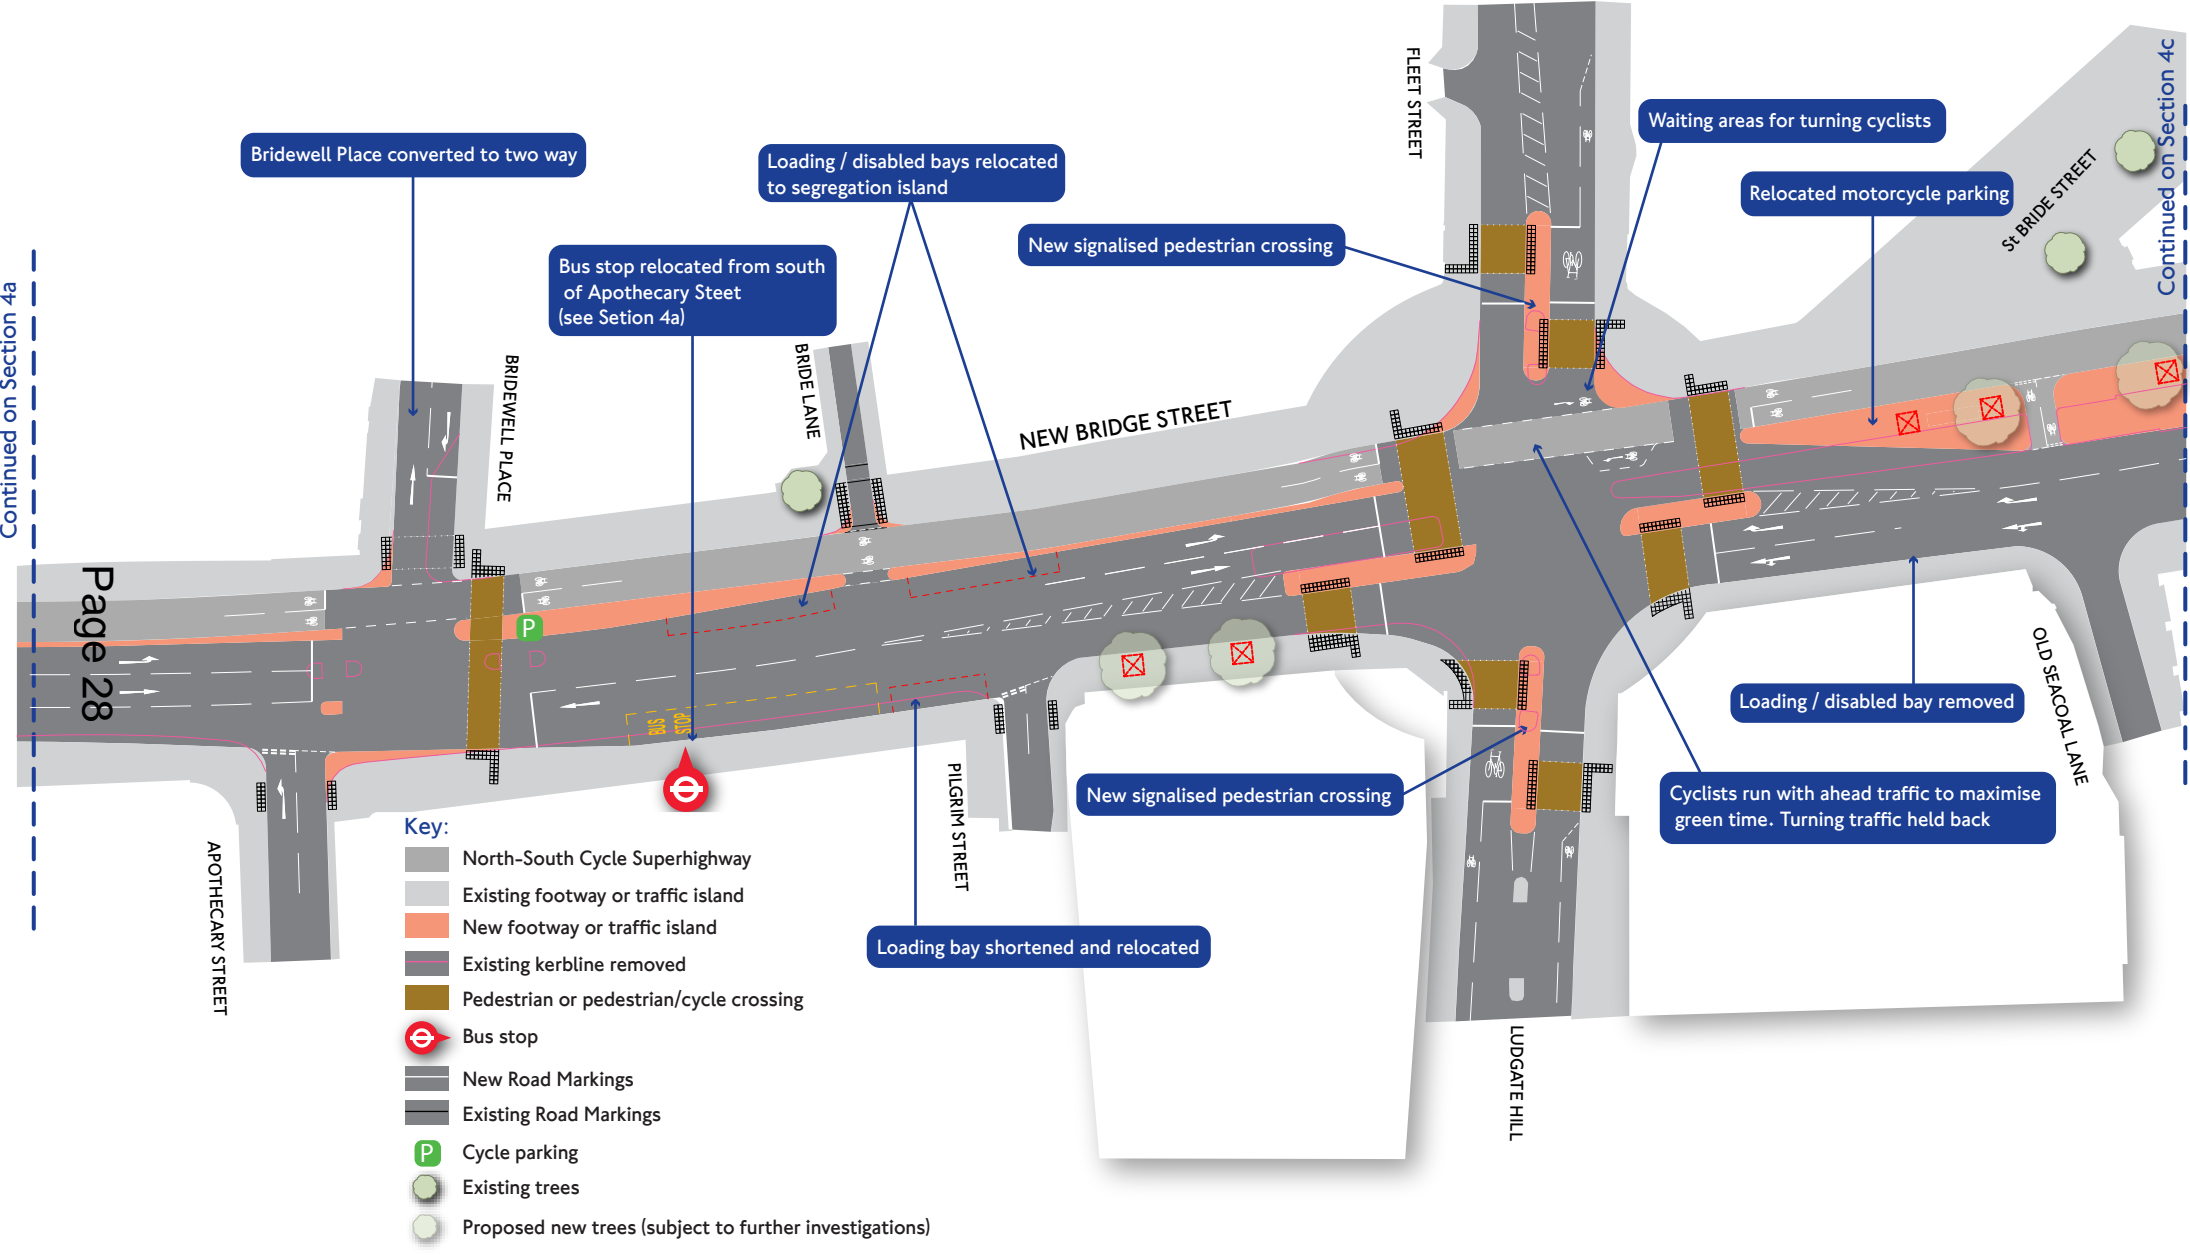 Continued on Section 4a
Page 28
Bridewell Place converted to two way
Bus stop relocated from south
of Apothecary Steet
(see Setion 4a)
Loading / disabled bays relocated
to segregation island
New signalised pedestrian crossing
Waiting areas for turning cyclists
Relocated motorcycle parking
Continued on Section 4c
FLEET STREET
St BRIDE STREET
BRIDEWELL PLACE
BRIDE LANE
NEW BRIDGE STREET
P
BUS
STOP
APOTHECARY STREET
PILGRIM STREET
New signalised pedestrian crossing
Loading bay shortened and relocated
Loading / disabled bay removed
OLD SEACOAL LANE
Cyclists run with ahead traffic to maximise
green time. Turning traffic held back
LUDGATE HILL
Key:
North-South Cycle Superhighway
Existing footway or traffic island
New footway or traffic island
Existing kerbline removed
Pedestrian or pedestrian/cycle crossing
Bus stop
New Road Markings
Existing Road Markings
P Cycle parking
Existing trees
Proposed new trees (subject to further investigations)